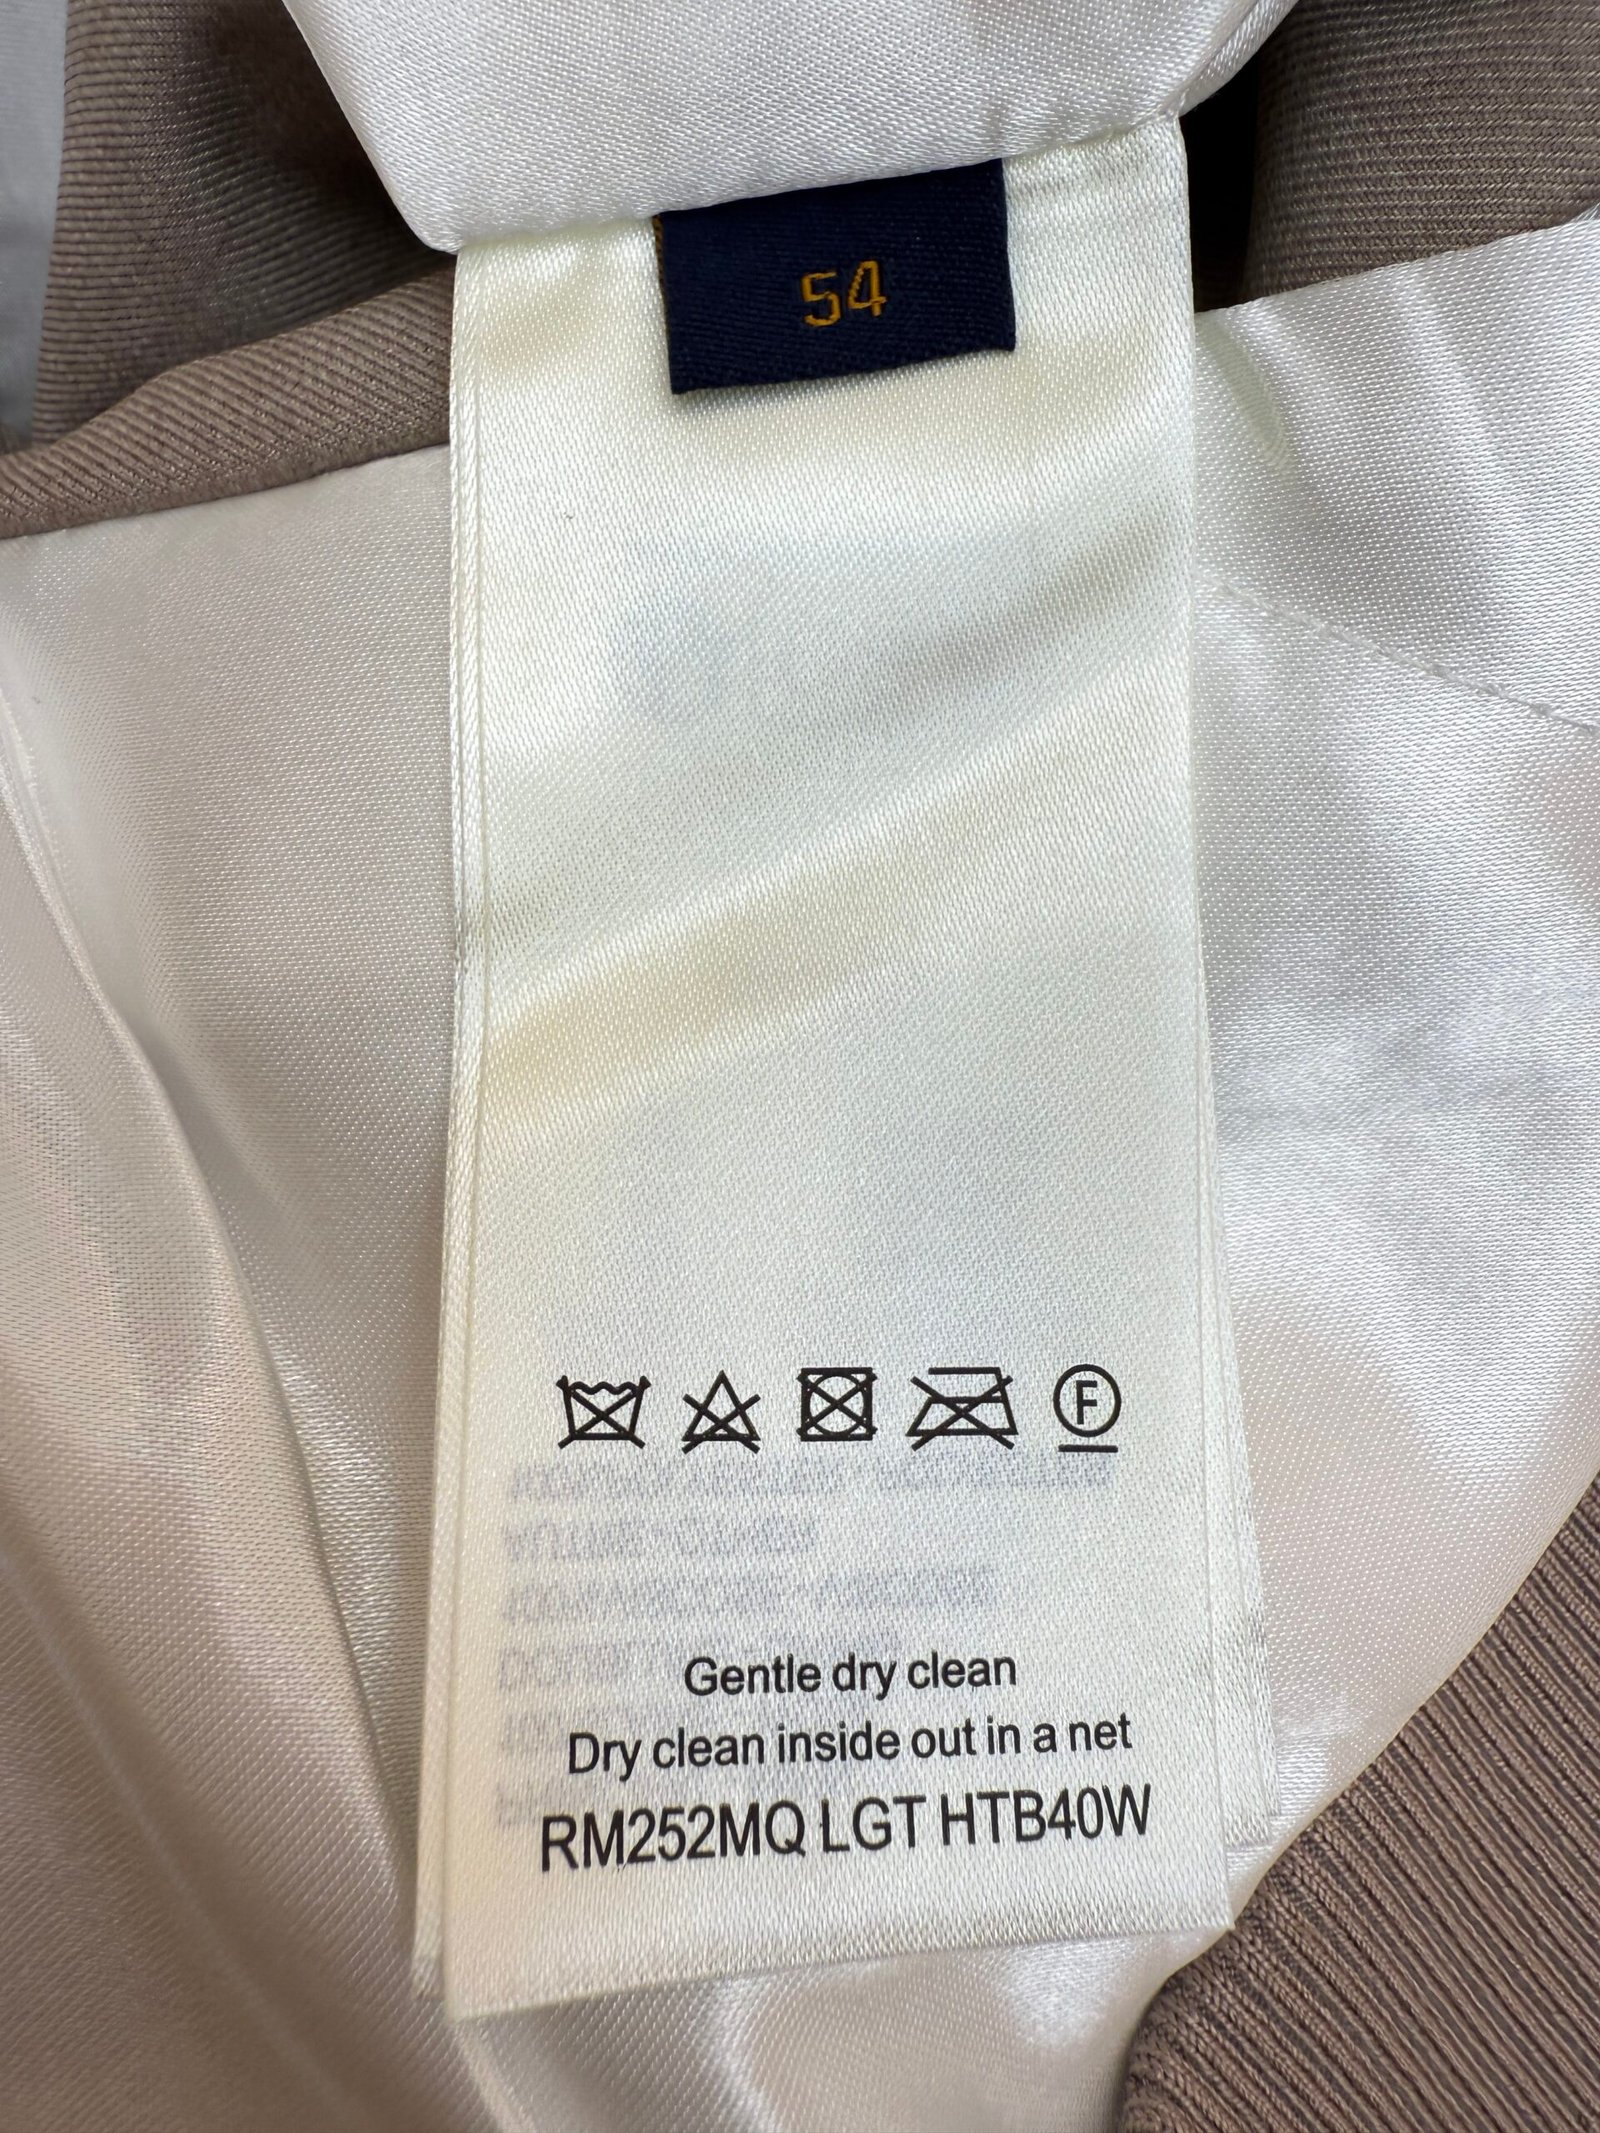 54
F
Gentle dry clean
Dry clean inside out in a net
RM252MQ LGT HTB40W